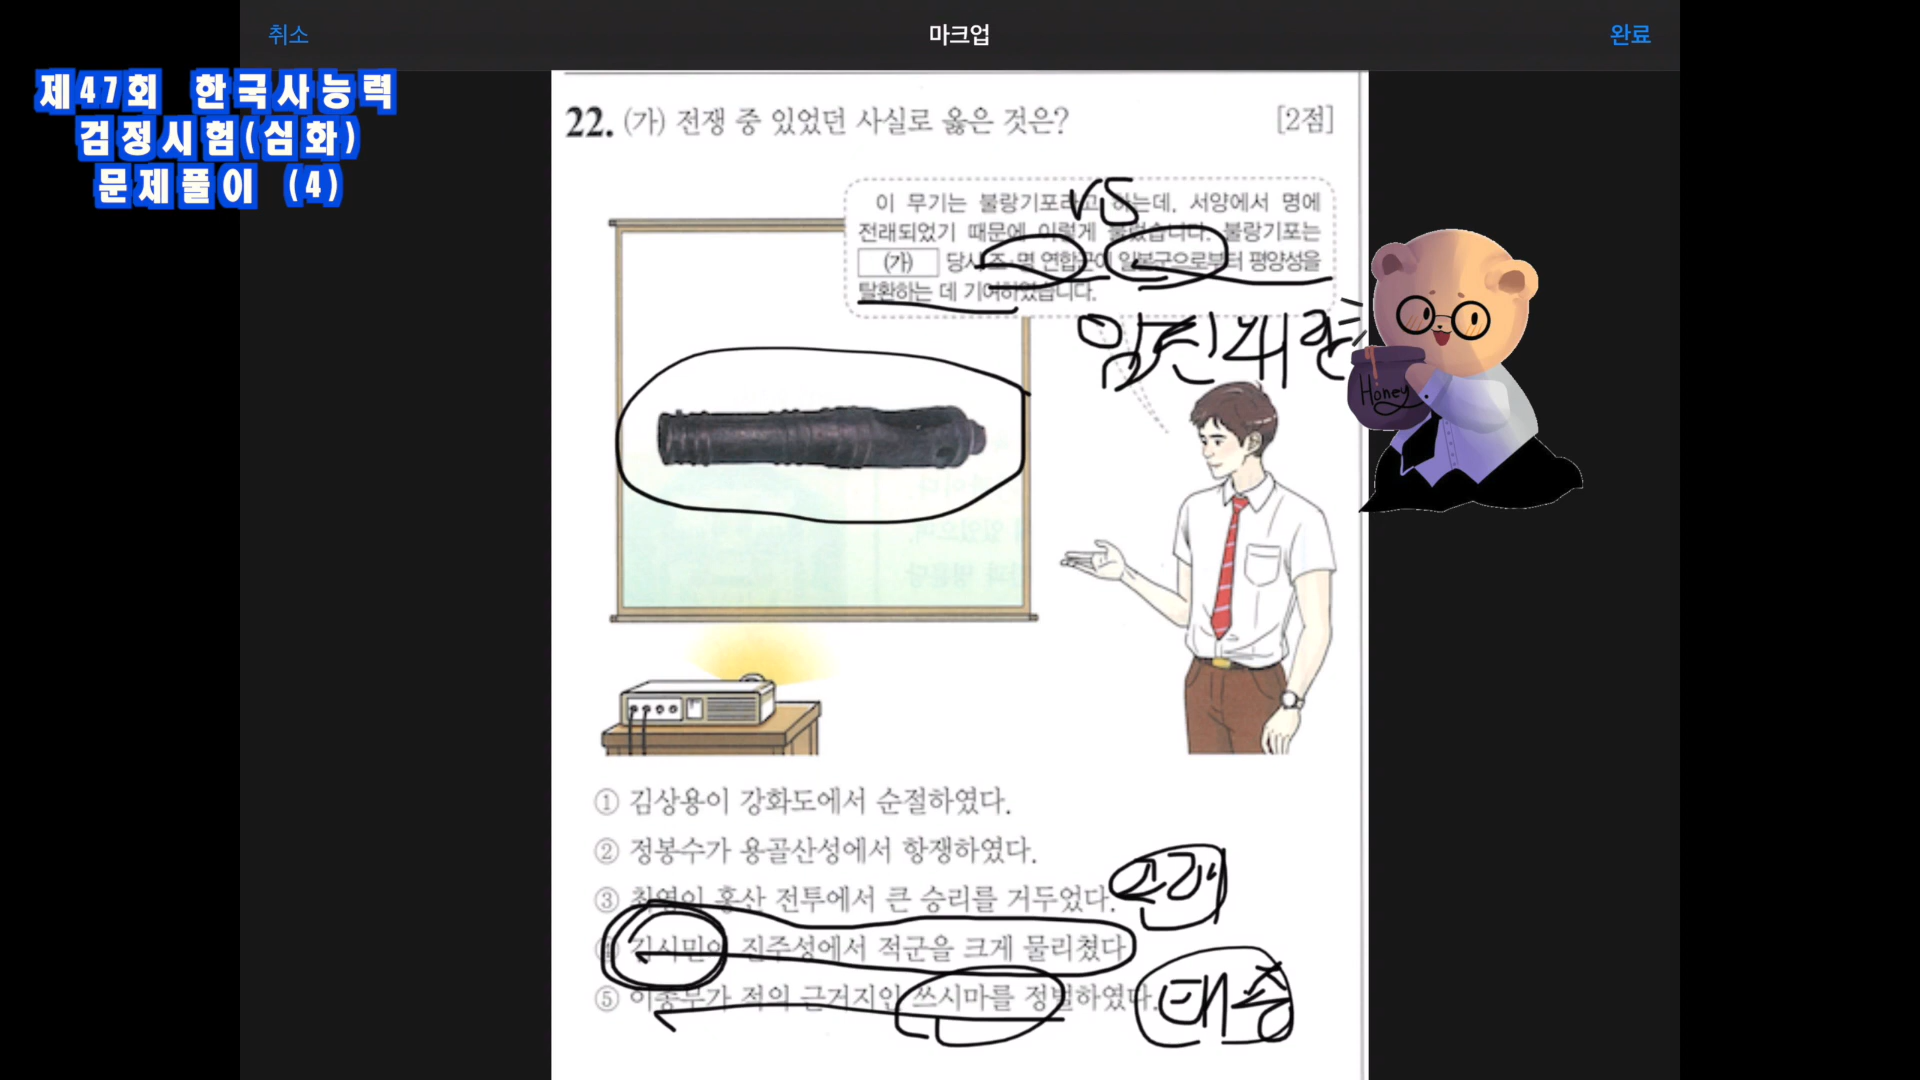 취소
마크업
완료
제47회 한국사능력
검정시험(심화)
문제풀이 (4)
22. (가) 전쟁 중 있었던 사실로 옳은 것은? [2점]
이 무기는 불랑기포라고 하는데, 서양에서 명에
전래되었기 때문에 이렇게 불렸습니다. 불랑기포는
(가) 당시 조·명 연합군이 일본군으로부터 평양성을
탈환하는 데 기여하였습니다.
VS
임진왜란
Honey
① 김상용이 강화도에서 순절하였다.
② 정봉수가 용골산성에서 항쟁하였다.
③ 최영이 홍산 전투에서 큰 승리를 거두었다.
④ 김시민이 진주성에서 적군을 크게 물리쳤다.
⑤ 이종무가 적의 근거지인 쓰시마를 정벌하였다.